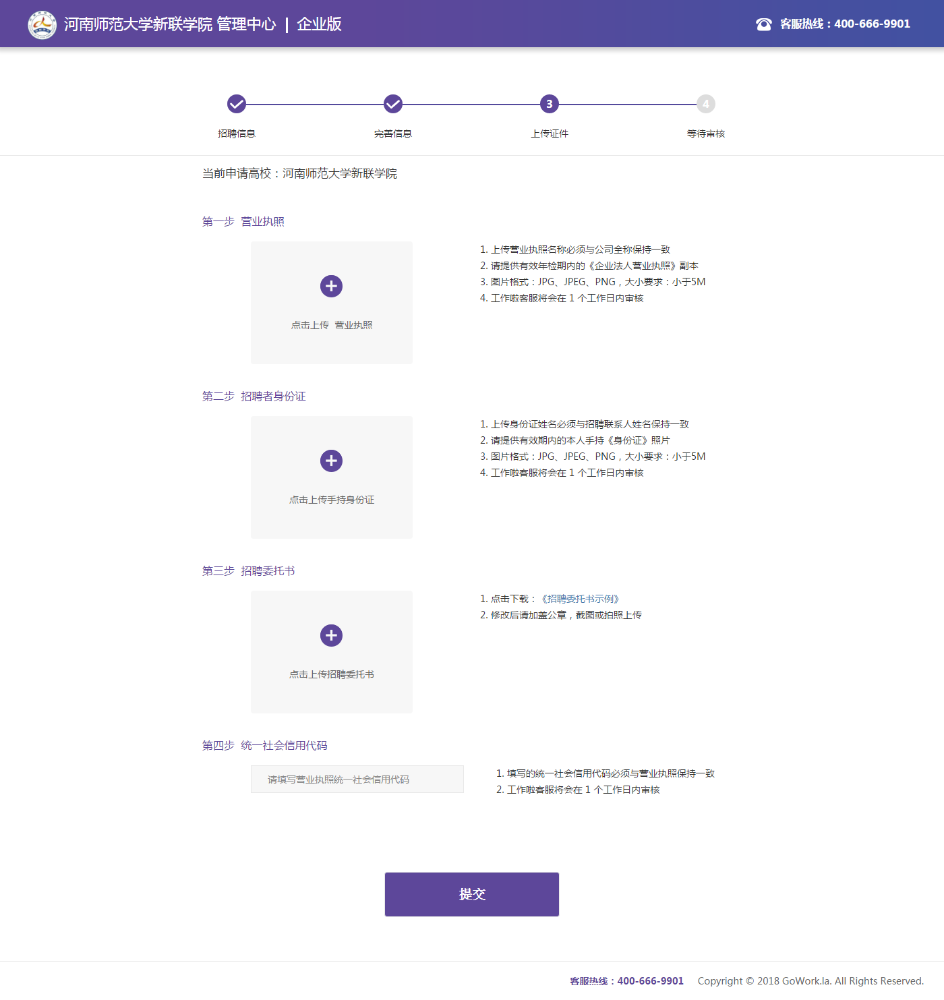 河南师范大学新联学院 管理中心 | 企业版
客服热线：400-666-9901
3
4
招聘信息
完善信息
上传证件
等待审核
当前申请高校：河南师范大学新联学院
第一步 营业执照
点击上传 营业执照
1. 上传营业执照名称必须与公司全称保持一致
2. 请提供有效年检期内的《企业法人营业执照》副本
3. 图片格式：JPG、JPEG、PNG，大小要求：小于5M
4. 工作啦客服将会在 1 个工作日内审核
第二步 招聘者身份证
点击上传手持身份证
1. 上传身份证姓名必须与招聘联系人姓名保持一致
2. 请提供有效期内的本人手持《身份证》照片
3. 图片格式：JPG、JPEG、PNG，大小要求：小于5M
4. 工作啦客服将会在 1 个工作日内审核
第三步 招聘委托书
点击上传招聘委托书
1. 点击下载：《招聘委托书示例》
2. 修改后请加盖公章，截图或拍照上传
第四步 统一社会信用代码
请填写营业执照统一社会信用代码
1. 填写的统一社会信用代码必须与营业执照保持一致
2. 工作啦客服将会在 1 个工作日内审核
提交
客服热线：400-666-9901 Copyright © 2018 GoWork.la. All Rights Reserved.